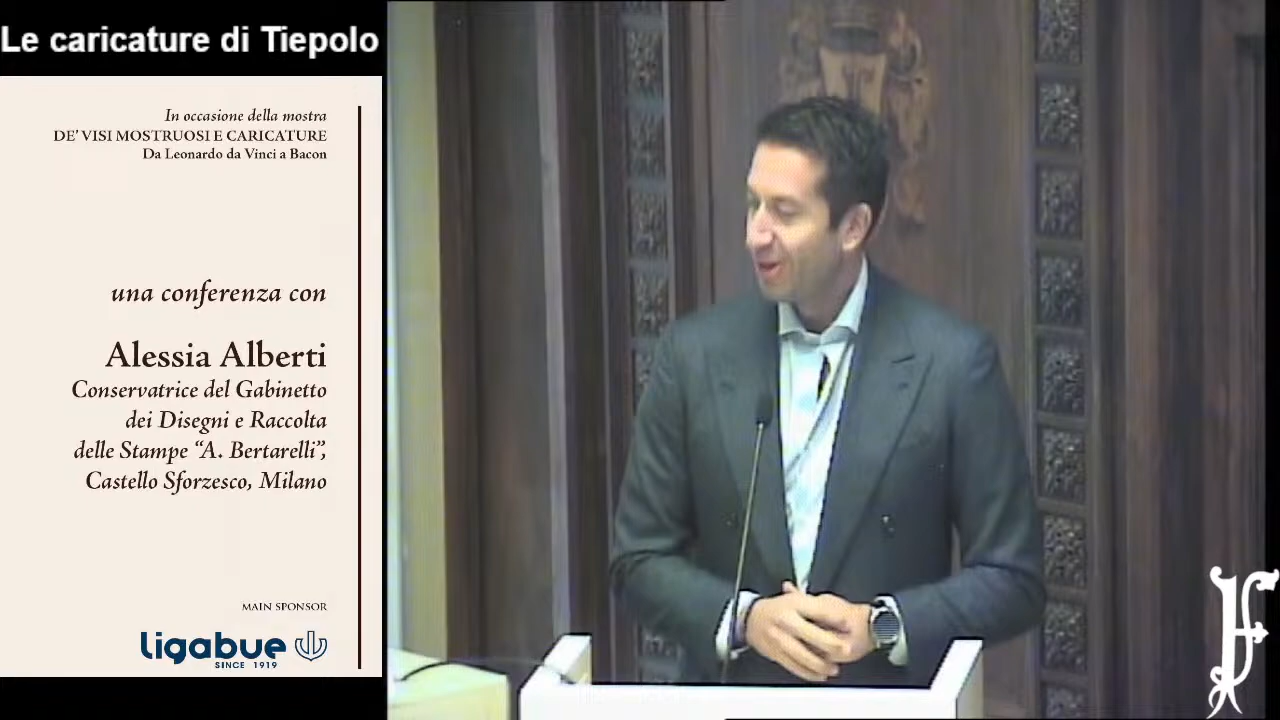 Le caricature di Tiepolo
In occasione della mostra
DE' VISI MOSTRUOSI E CARICATURE
Da Leonardo da Vinci a Bacon
una conferenza con
Alessia Alberti
Conservatrice del Gabinetto
dei Disegni e Raccolta
delle Stampe “A. Bertarelli”,
Castello Sforzesco, Milano
MAIN SPONSOR
ligabue
SINCE 1919